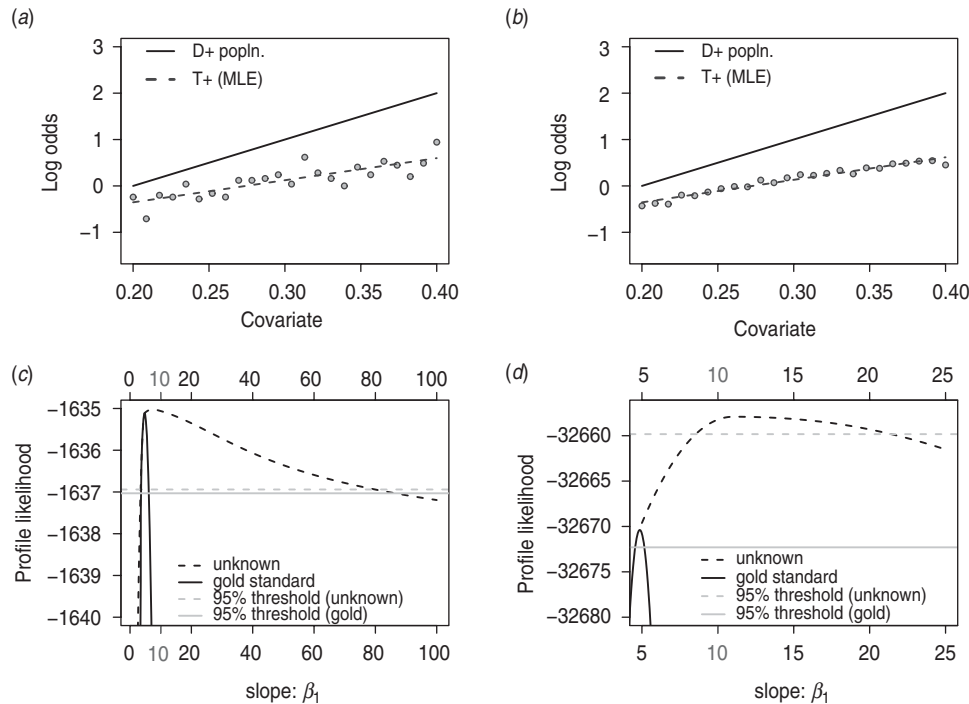 (a)
3
2
1
0
−1
Log odds
D+ popln.
T+ (MLE)
0.20 0.25 0.30 0.35 0.40
Covariate
(b)
3
2
1
0
−1
Log odds
D+ popln.
T+ (MLE)
0.20 0.25 0.30 0.35 0.40
Covariate
(c)
0 10 20 40 60 80 100
−1635
−1636
−1637
−1638
−1639
−1640
Profile likelihood
unknown
gold standard
95% threshold (unknown)
95% threshold (gold)
0 10 20 40 60 80 100
slope: β1
(d)
5 10 15 20 25
−32660
−32665
−32670
−32675
−32680
Profile likelihood
unknown
gold standard
95% threshold (unknown)
95% threshold (gold)
5 10 15 20 25
slope: β1